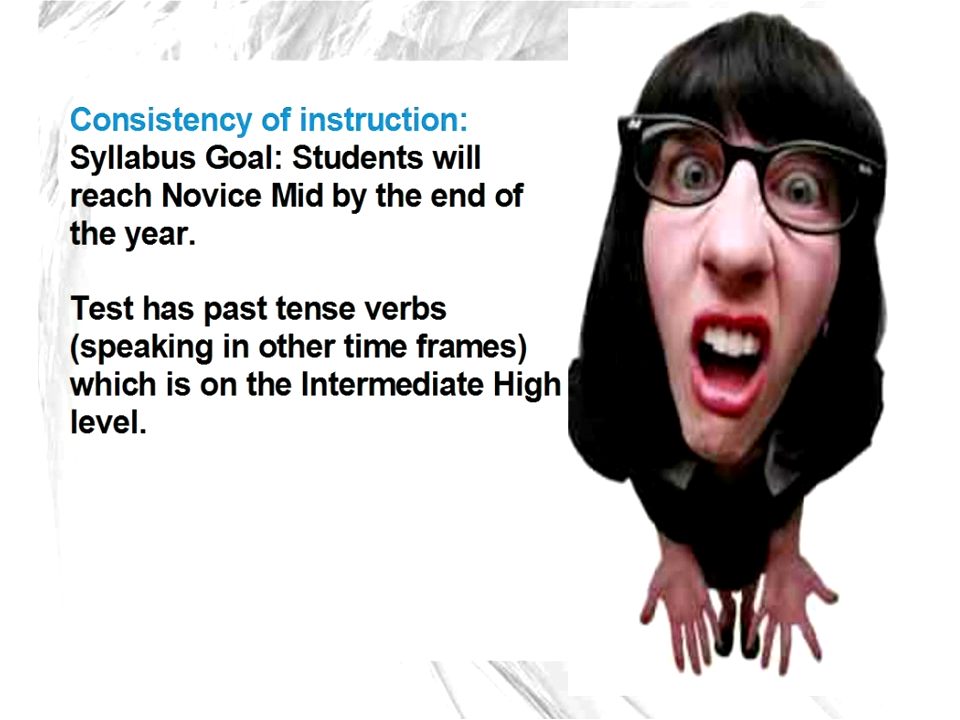 Consistency of instruction:
Syllabus Goal: Students will
reach Novice Mid by the end of
the year.
Test has past tense verbs
(speaking in other time frames)
which is on the Intermediate High
level.